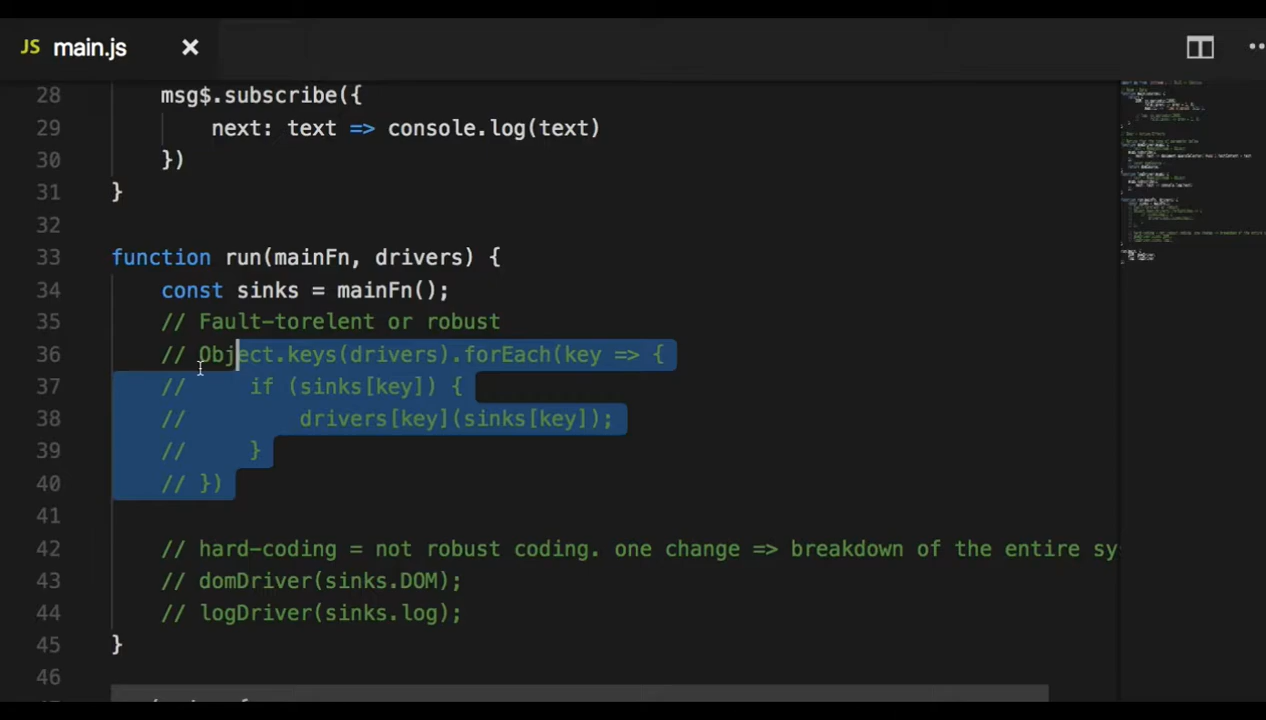 JS main.js ×
28 msg$.subscribe({
29 next: text => console.log(text)
30 })
31 }
32
33 function run(mainFn, drivers) {
34 const sinks = mainFn();
35 // Fault-torelent or robust
36 // Object.keys(drivers).forEach(key => {
37 // if (sinks[key]) {
38 // drivers[key](sinks[key]);
39 // }
40 // })
41
42 // hard-coding = not robust coding. one change => breakdown of the entire sy
43 // domDriver(sinks.DOM);
44 // logDriver(sinks.log);
45 }
46